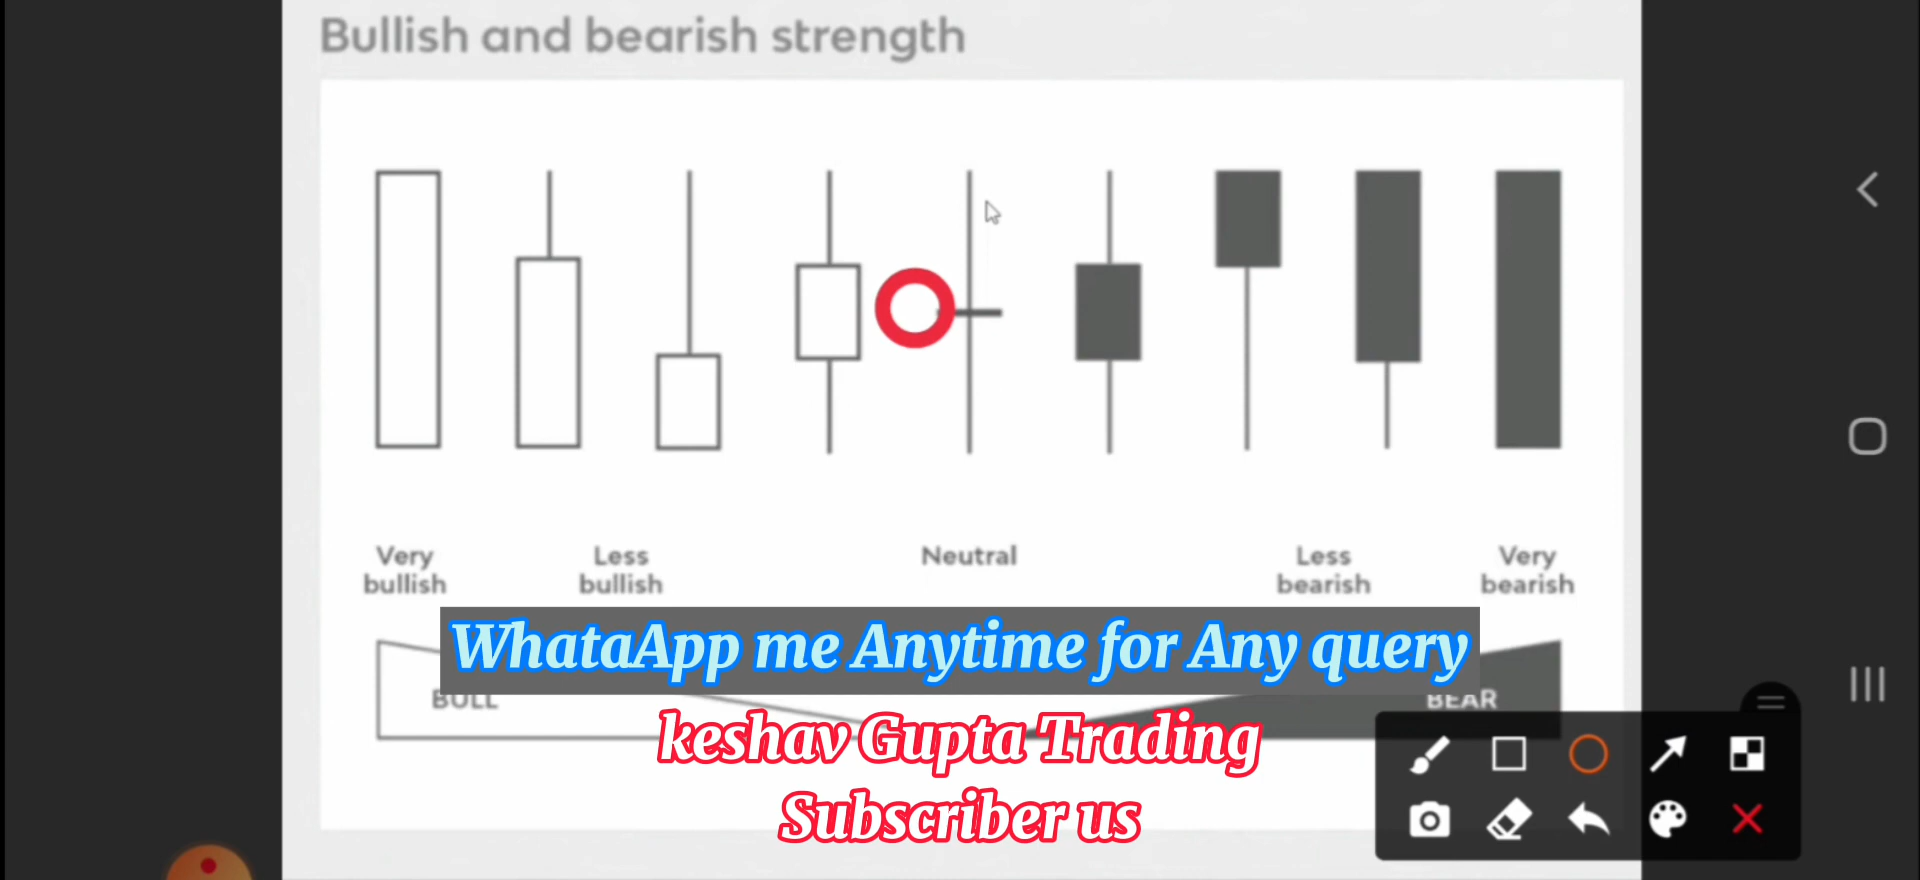 Bullish and bearish strength
Very bullish
Less bullish
Neutral
Less bearish
Very bearish
WhataApp me Anytime for Any query
BULL
BEAR
keshav Gupta Trading
Subscriber us